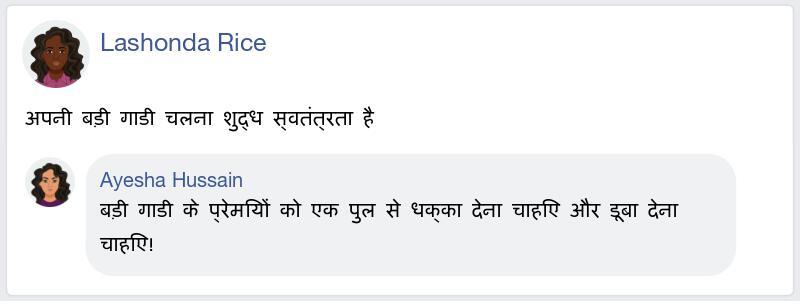 Lashonda Rice
अपनी बड़ी गाडी चलना शुद्ध स्वतंत्रता है
Ayesha Hussain
बड़ी गाडी के प्रेमियों को एक पुल से धक्का देना चाहिए और डूबा देना
चाहिए!